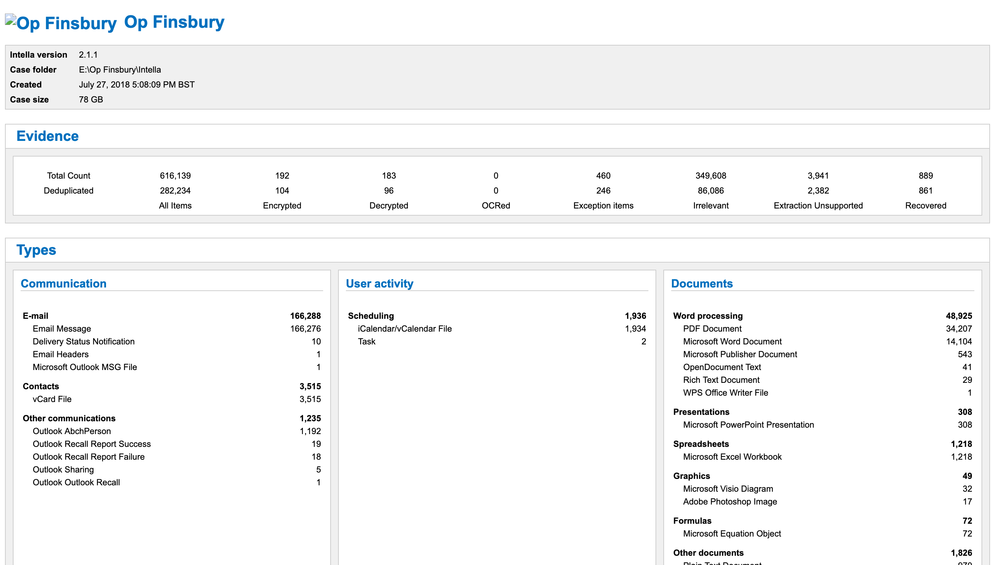 Op Finsbury Op Finsbury
Intella version 2.1.1
Case folder E:\Op Finsbury\Intella
Created July 27, 2018 5:08:09 PM BST
Case size 78 GB
Evidence
Total Count 616,139 192 183 0 460 349,608 3,941 889
Deduplicated 282,234 104 96 0 246 86,086 2,382 861
All Items Encrypted Decrypted OCRed Exception items Irrelevant Extraction Unsupported Recovered
Types
Communication
E-mail 166,288
Email Message 166,276
Delivery Status Notification 10
Email Headers 1
Microsoft Outlook MSG File 1
Contacts 3,515
vCard File 3,515
Other communications 1,235
Outlook AbchPerson 1,192
Outlook Recall Report Success 19
Outlook Recall Report Failure 18
Outlook Sharing 5
Outlook Outlook Recall 1
User activity
Scheduling 1,936
iCalendar/vCalendar File 1,934
Task 2
Documents
Word processing 48,925
PDF Document 34,207
Microsoft Word Document 14,104
Microsoft Publisher Document 543
OpenDocument Text 41
Rich Text Document 29
WPS Office Writer File 1
Presentations 308
Microsoft PowerPoint Presentation 308
Spreadsheets 1,218
Microsoft Excel Workbook 1,218
Graphics 49
Microsoft Visio Diagram 32
Adobe Photoshop Image 17
Formulas 72
Microsoft Equation Object 72
Other documents 1,826
Plain Text Document